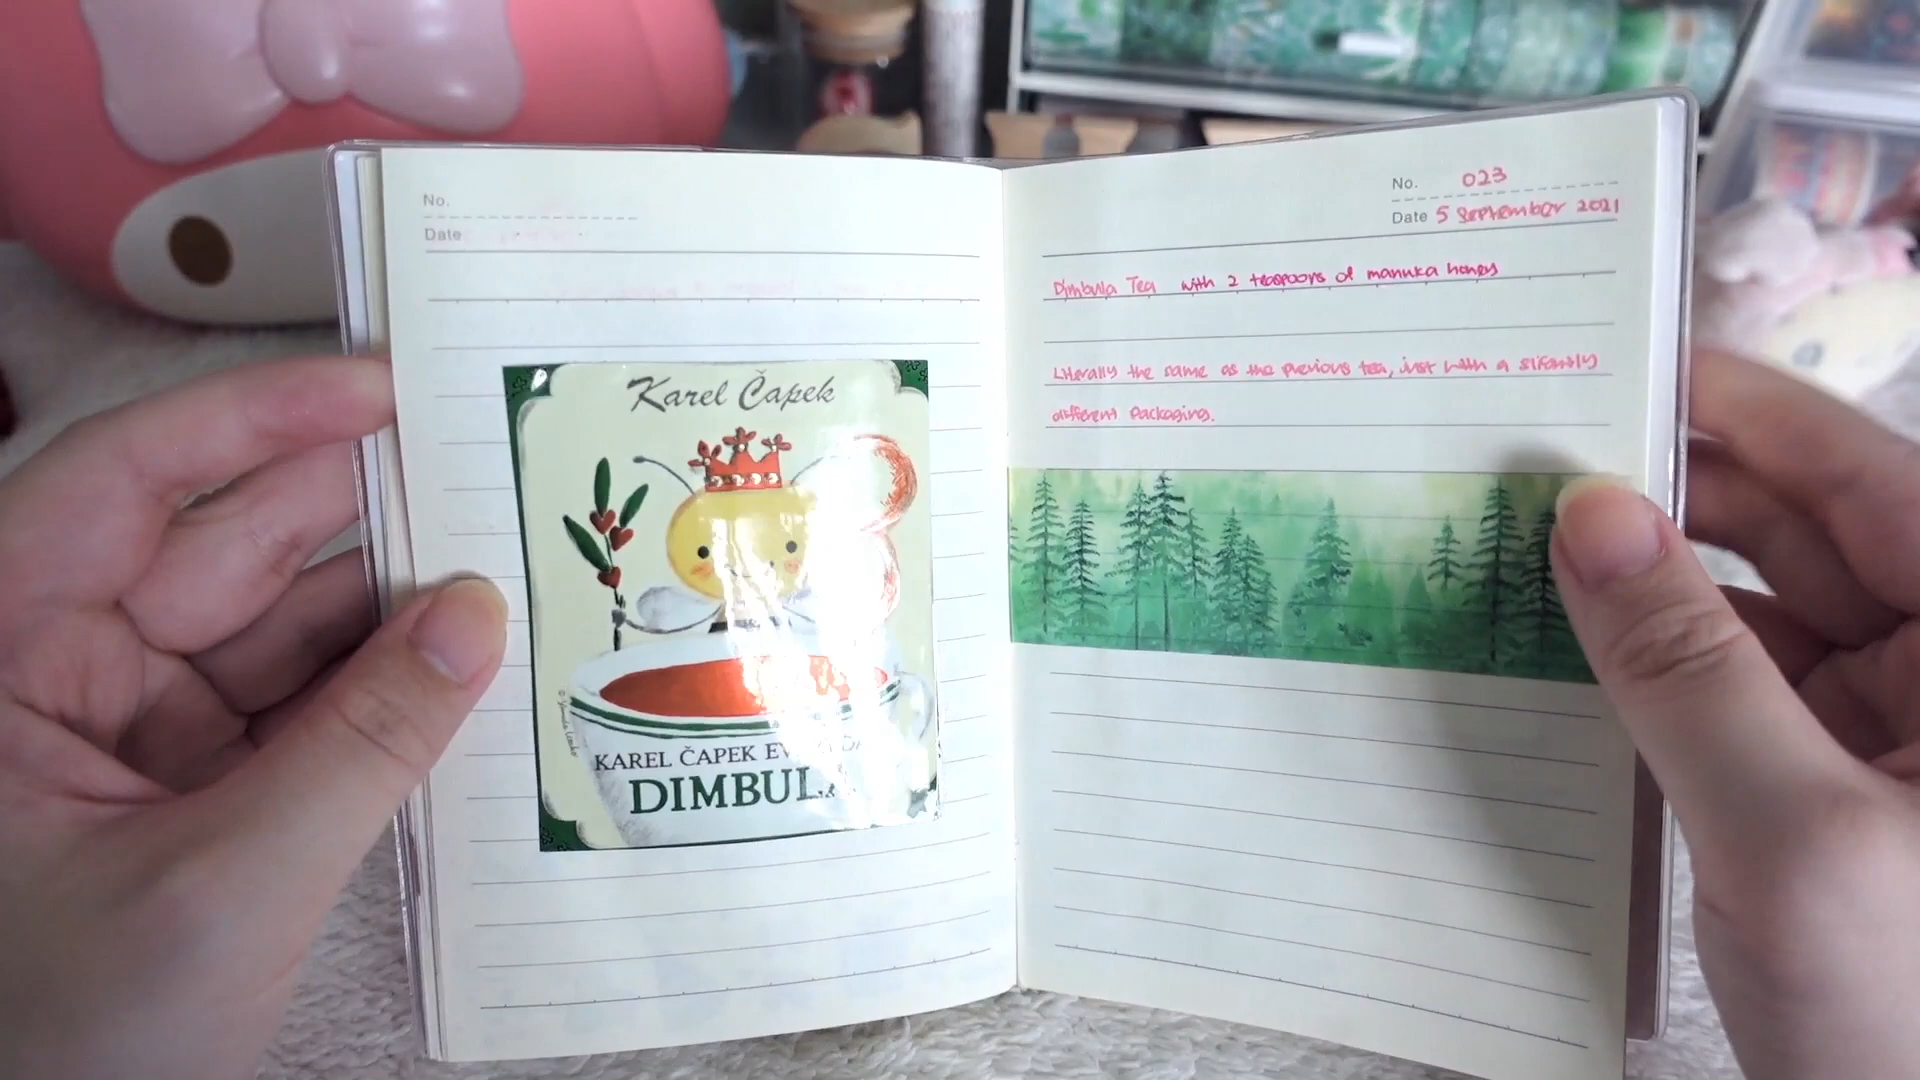 No.
Date
Karel Čapek
KAREL ČAPEK
DIMBULA
No. 023
Date 5 September 2021
Dimbula Tea with 2 teaspoons of manuka honey
Literally the same as the previous tea, just with a slightly
different packaging.